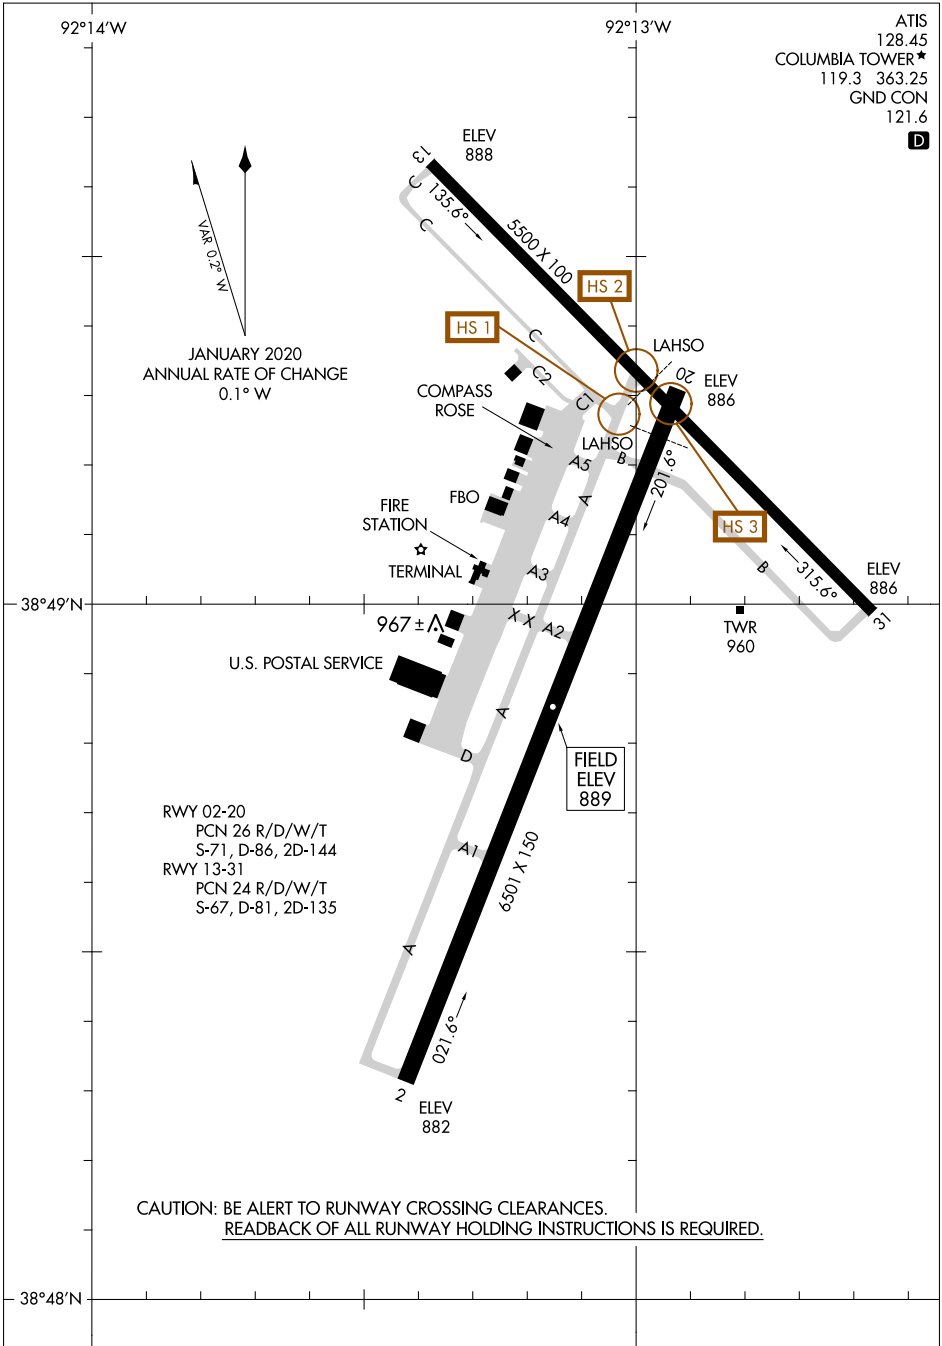 92°14'W
92°13'W
ATIS
128.45
COLUMBIA TOWER★
119.3 363.25
GND CON
121.6
D
ELEV
888
13
C
135.6°
C
5500 X 100
VAR 0.2° W
HS 2
HS 1
C
LAHSO
JANUARY 2020
ANNUAL RATE OF CHANGE
0.1° W
C2
20
ELEV
886
COMPASS
ROSE
C1
LAHSO
B
A5
201.6°
FBO
A
A4
FIRE
STATION
HS 3
TERMINAL
A3
B
315.6°
ELEV
886
38°49'N
31
967±
X X
A2
TWR
960
U.S. POSTAL SERVICE
A
D
FIELD
ELEV
889
RWY 02-20
PCN 26 R/D/W/T
S-71, D-86, 2D-144
RWY 13-31
PCN 24 R/D/W/T
S-67, D-81, 2D-135
A1
6501 X 150
A
021.6°
2
ELEV
882
CAUTION: BE ALERT TO RUNWAY CROSSING CLEARANCES.
READBACK OF ALL RUNWAY HOLDING INSTRUCTIONS IS REQUIRED.
38°48'N